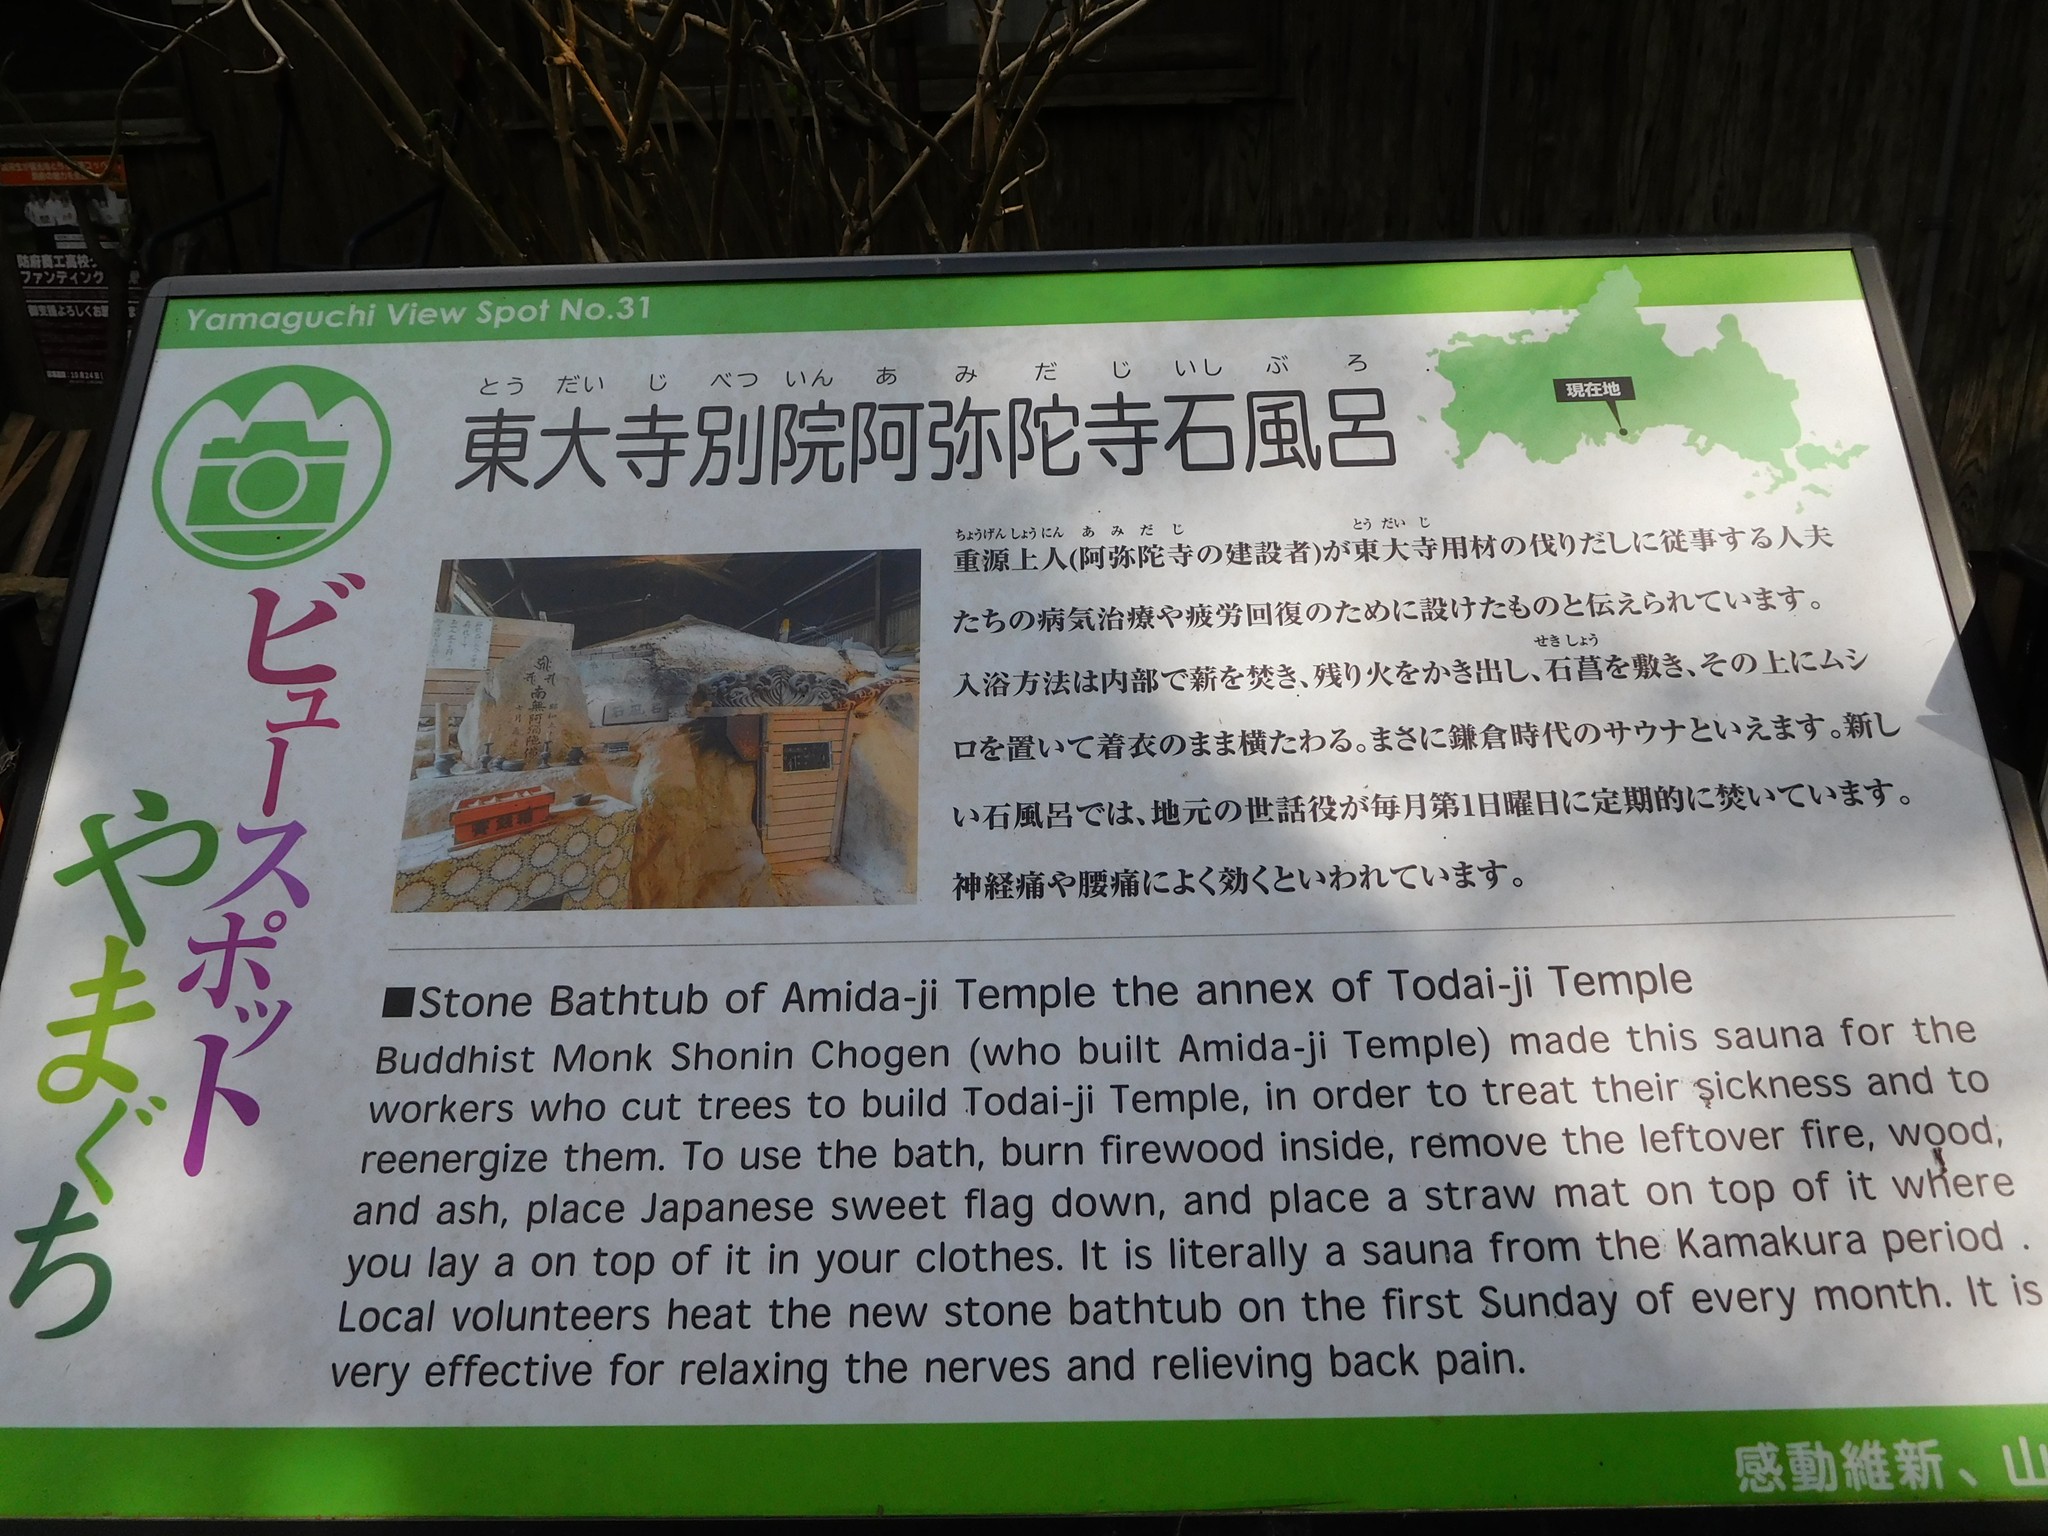 Yamaguchi View Spot No.31
とう だい じ べつ いん あ み だ じ いし ぶ ろ
東大寺別院阿弥陀寺石風呂
現在地
ビュースポット
やまぐち
ちょうげんしょうにん あみだじ とうだいじ
重源上人(阿弥陀寺の建設者)が東大寺用材の伐りだしに従事する人夫
たちの病気治療や疲労回復のために設けたものと伝えられています。
せきしょう
入浴方法は内部で薪を焚き、残り火をかき出し、石菖を敷き、その上にムシ
ロを置いて着衣のまま横たわる。まさに鎌倉時代のサウナといえます。新し
い石風呂では、地元の世話役が毎月第1日曜日に定期的に焚いています。
神経痛や腰痛によく効くといわれています。
■Stone Bathtub of Amida-ji Temple the annex of Todai-ji Temple
Buddhist Monk Shonin Chogen (who built Amida-ji Temple) made this sauna for the
workers who cut trees to build Todai-ji Temple, in order to treat their sickness and to
reenergize them. To use the bath, burn firewood inside, remove the leftover fire, wood,
and ash, place Japanese sweet flag down, and place a straw mat on top of it where
you lay a on top of it in your clothes. It is literally a sauna from the Kamakura period .
Local volunteers heat the new stone bathtub on the first Sunday of every month. It is
very effective for relaxing the nerves and relieving back pain.
感動維新、山
防府商工高校
ファンディング